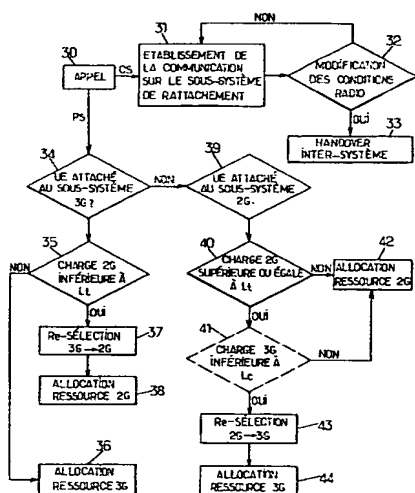 30
APPEL
CS
PS
31
ETABLISSEMENT DE
LA COMMUNICATION
SUR LE SOUS-SYSTÈME
DE RATTACHEMENT
NON
32
MODIFICATION
DES CONDITIONS
RADIO
OUI
33
HANDOVER
INTER-SYSTÈME
34
UE ATTACHÉ
AU SOUS-SYSTÈME
3G?
NON
39
UE ATTACHÉ
AU SOUS-SYSTÈME
2G.
35
CHARGE 2G
INFÉRIEURE À
Lt
NON
OUI
37
Re-SÉLECTION
3G→2G
38
ALLOCATION
RESSOURCE 2G
36
ALLOCATION
RESSOURCE 3G
40
CHARGE 2G
SUPÉRIEURE OU ÉGALE
À Lt
NON
42
ALLOCATION
RESSOURCE 2G
OUI
41
CHARGE 3G
INFÉRIEURE À
Lc
NON
OUI
43
Re-SÉLECTION
2G→3G
44
ALLOCATION
RESSOURCE 3G